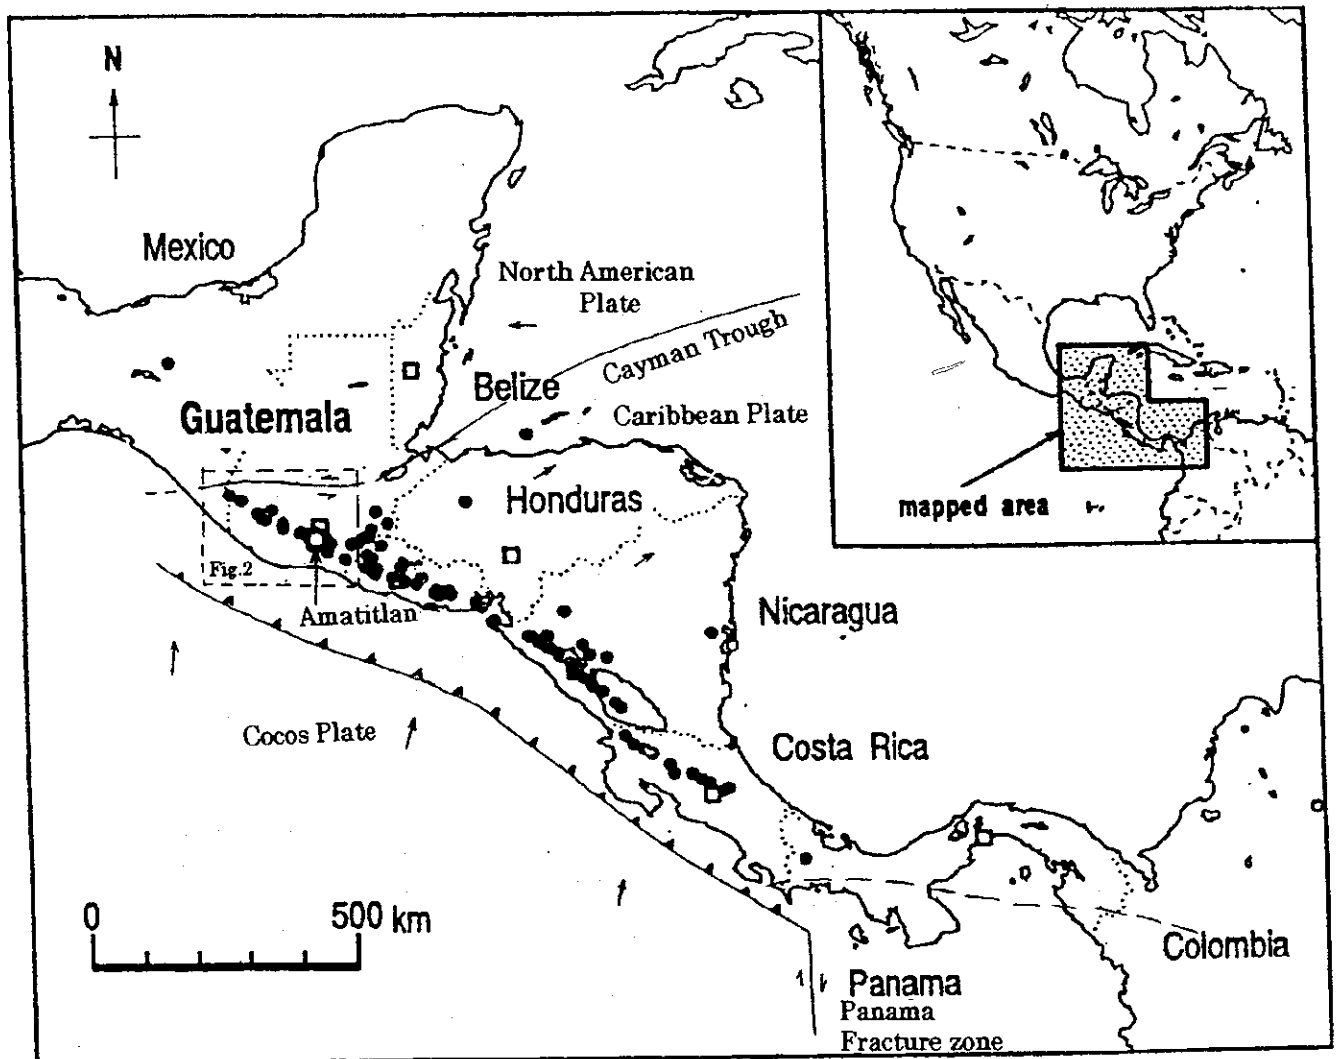 N
Mexico
North American
Plate
Cayman Trough
Belize
Caribbean Plate
Guatemala
Honduras
mapped area
Fig.2
Amatitlan
Nicaragua
Cocos Plate
Costa Rica
0
500 km
Colombia
Panama
Panama
Fracture zone